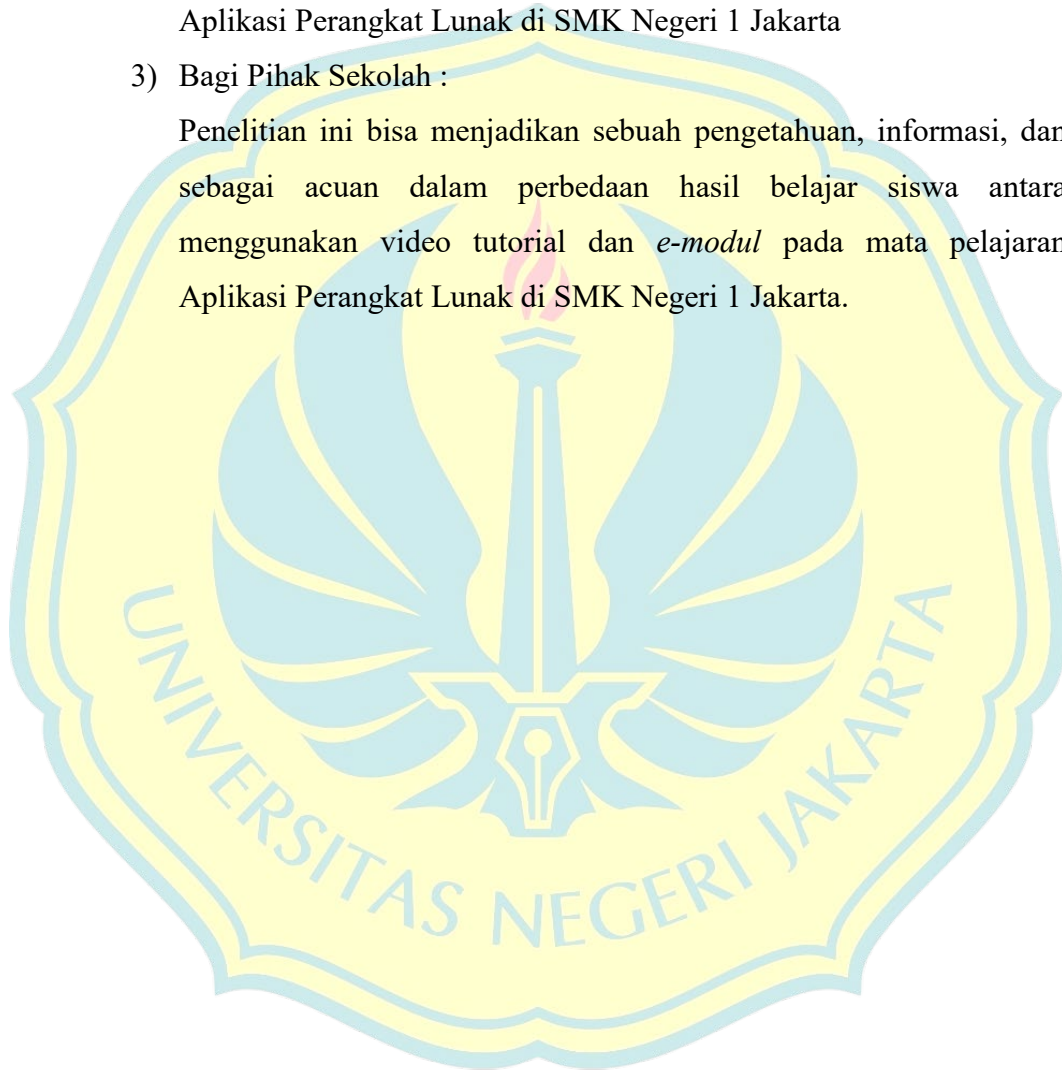 Aplikasi Perangkat Lunak di SMK Negeri 1 Jakarta
3) Bagi Pihak Sekolah :
Penelitian ini bisa menjadikan sebuah pengetahuan, informasi, dan
sebagai acuan dalam perbedaan hasil belajar siswa antara
menggunakan video tutorial dan e-modul pada mata pelajaran
Aplikasi Perangkat Lunak di SMK Negeri 1 Jakarta.
UNIVERSITAS NEGERI JAKARTA